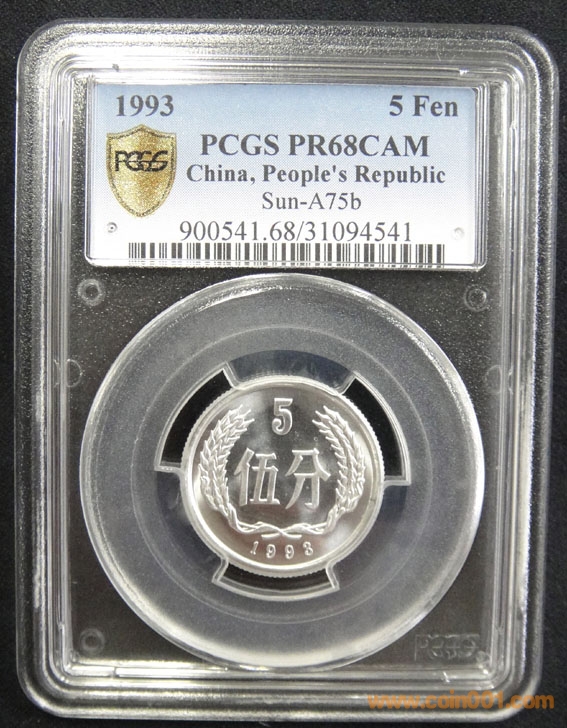 1993 5 Fen
PCGS PR68CAM
China, People's Republic
Sun-A75b
900541.68/31094541
PCGS
5
伍分
1993
PCGS
www.coin001.com